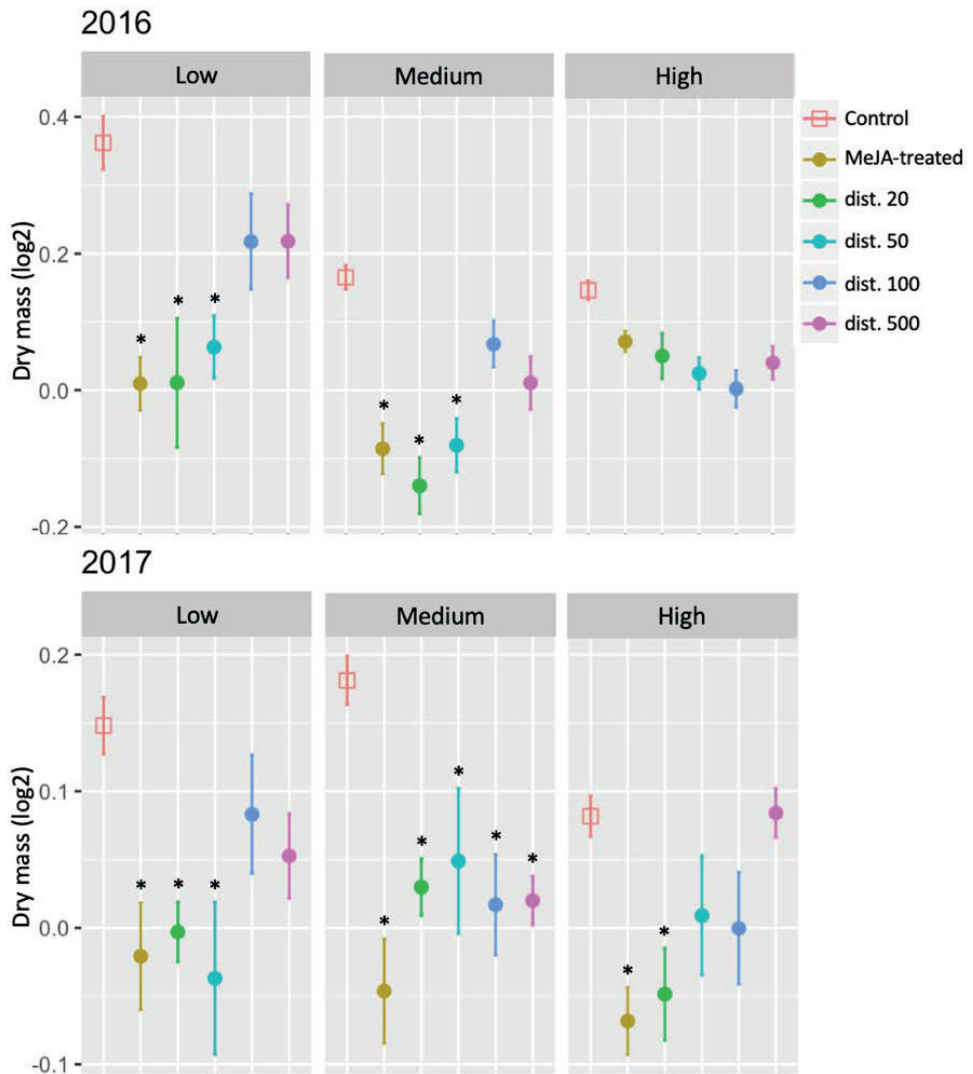 2016
Low
Medium
High
0.4
0.2
0.0
-0.2
Dry mass (log2)
* * *
* * *
Control
MeJA-treated
dist. 20
dist. 50
dist. 100
dist. 500
2017
Low
Medium
High
0.2
0.1
0.0
-0.1
Dry mass (log2)
* * *
* * * * *
* *